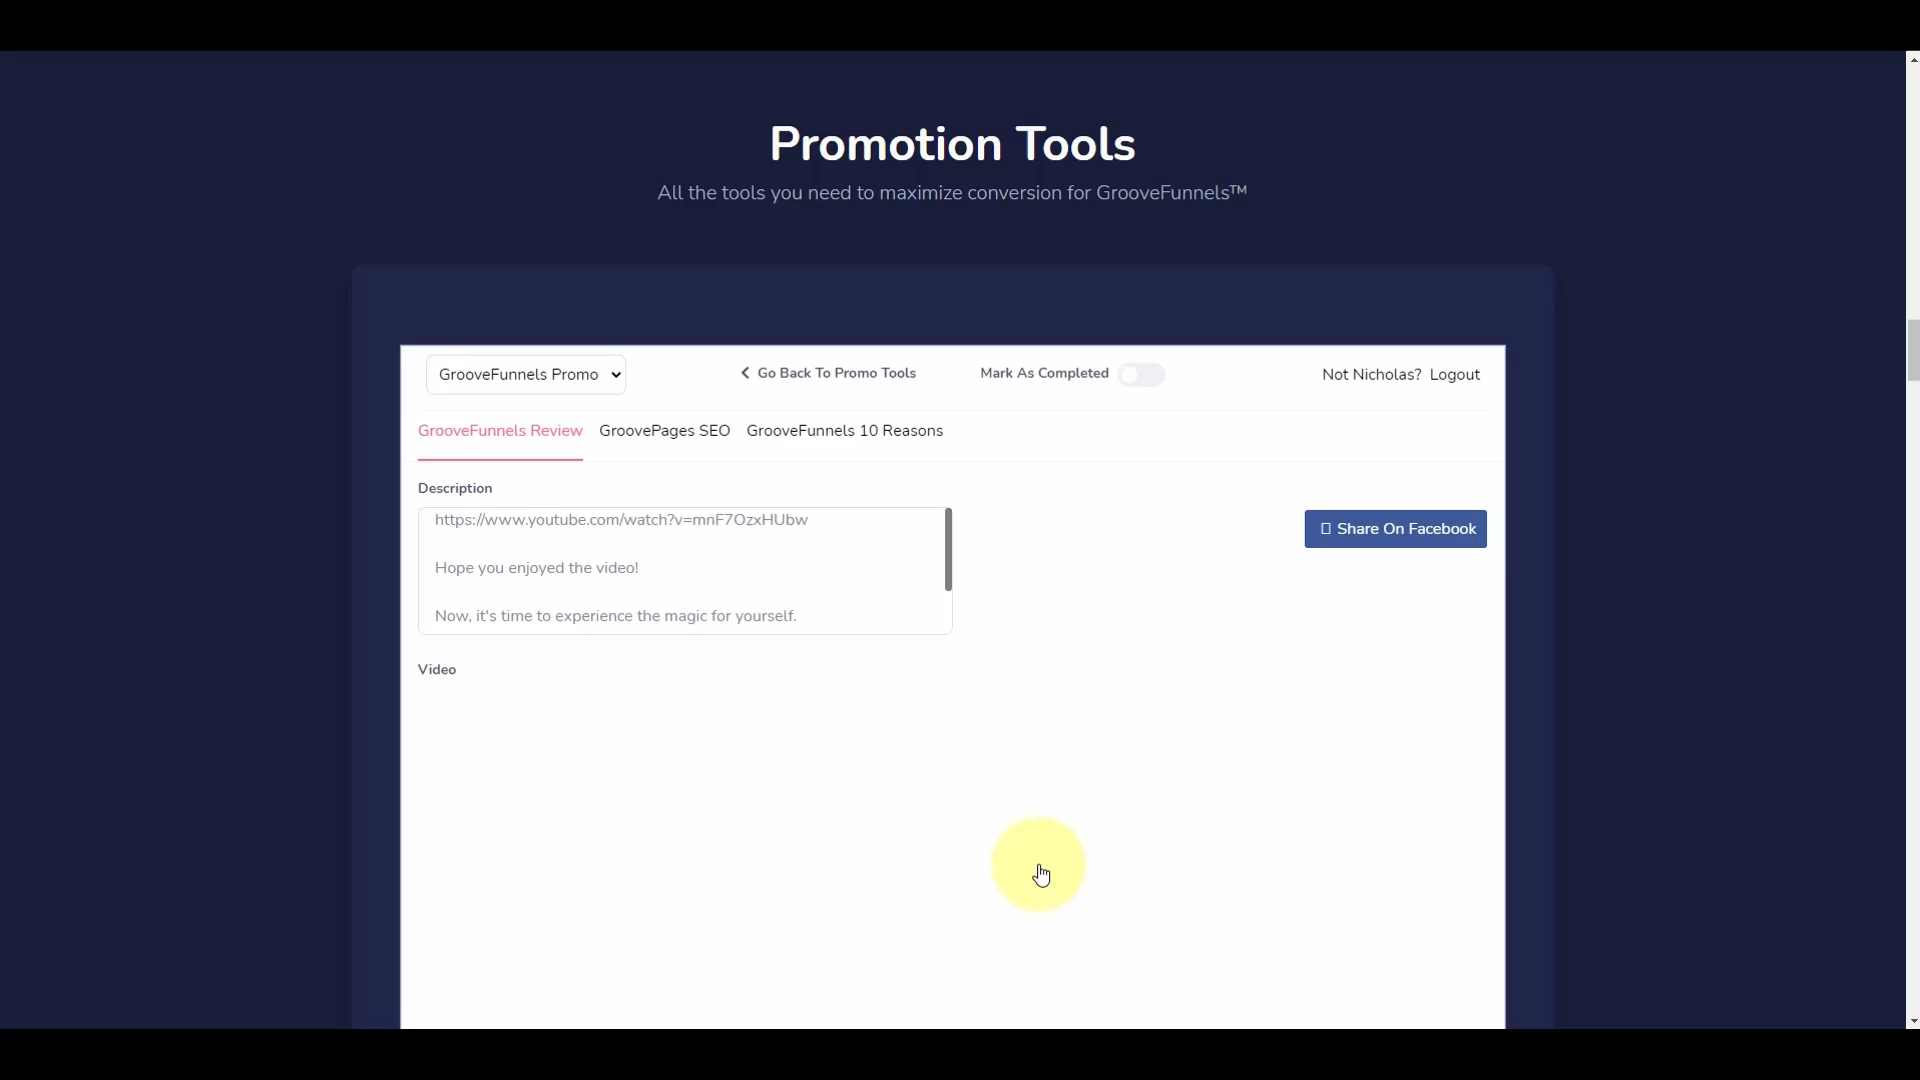 Promotion Tools
All the tools you need to maximize conversion for GrooveFunnels™
GrooveFunnels Promo
Go Back To Promo Tools
Mark As Completed
Not Nicholas? Logout
GrooveFunnels Review GroovePages SEO GrooveFunnels 10 Reasons
Description
https://www.youtube.com/watch?v=mnF7OzxHUbw
Hope you enjoyed the video!
Now, it's time to experience the magic for yourself.
Share On Facebook
Video